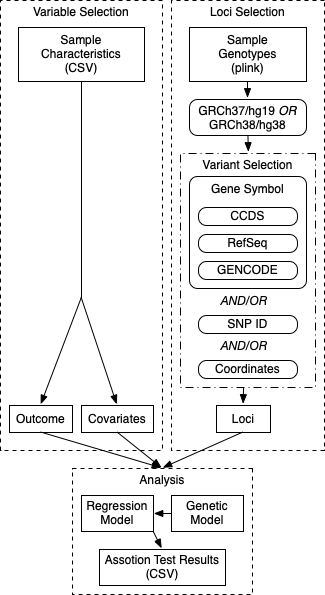 Variable Selection
Sample
Characteristics
(CSV)
Outcome
Covariates
Loci Selection
Sample
Genotypes
(plink)
GRCh37/hg19 OR
GRCh38/hg38
Variant Selection
Gene Symbol
CCDS
RefSeq
GENCODE
AND/OR
SNP ID
AND/OR
Coordinates
Loci
Analysis
Regression
Model
Genetic
Model
Assotion Test Results
(CSV)